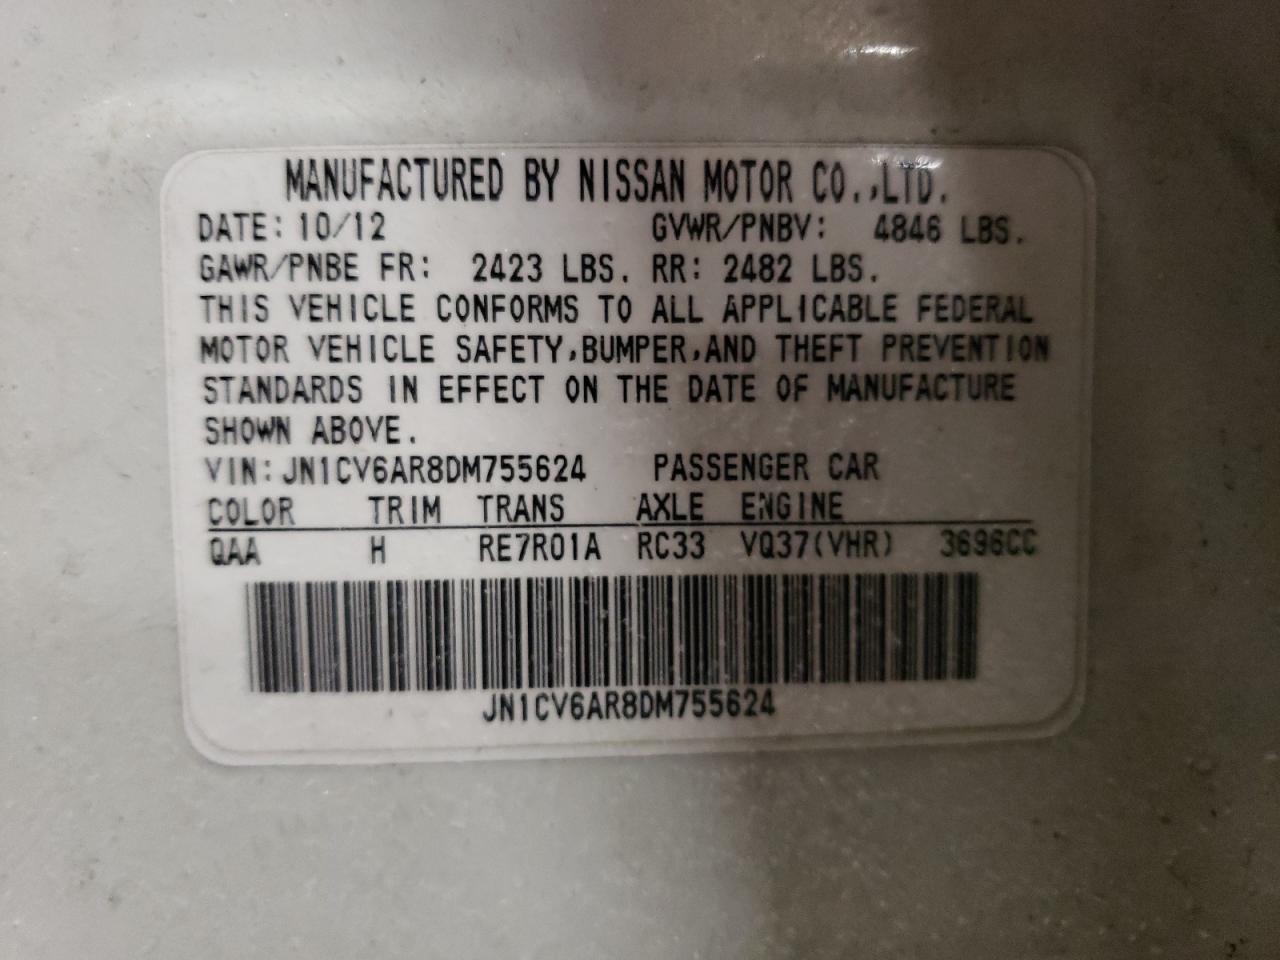 MANUFACTURED BY NISSAN MOTOR CO.,LTD.
DATE: 10/12 GVWR/PNBV: 4846 LBS.
GAWR/PNBE FR: 2423 LBS. RR: 2482 LBS.
THIS VEHICLE CONFORMS TO ALL APPLICABLE FEDERAL
MOTOR VEHICLE SAFETY,BUMPER,AND THEFT PREVENTION
STANDARDS IN EFFECT ON THE DATE OF MANUFACTURE
SHOWN ABOVE.
VIN:JN1CV6AR8DM755624 PASSENGER CAR
COLOR TRIM TRANS AXLE ENGINE
QAA H RE7R01A RC33 VQ37(VHR) 3696CC
JN1CV6AR8DM755624